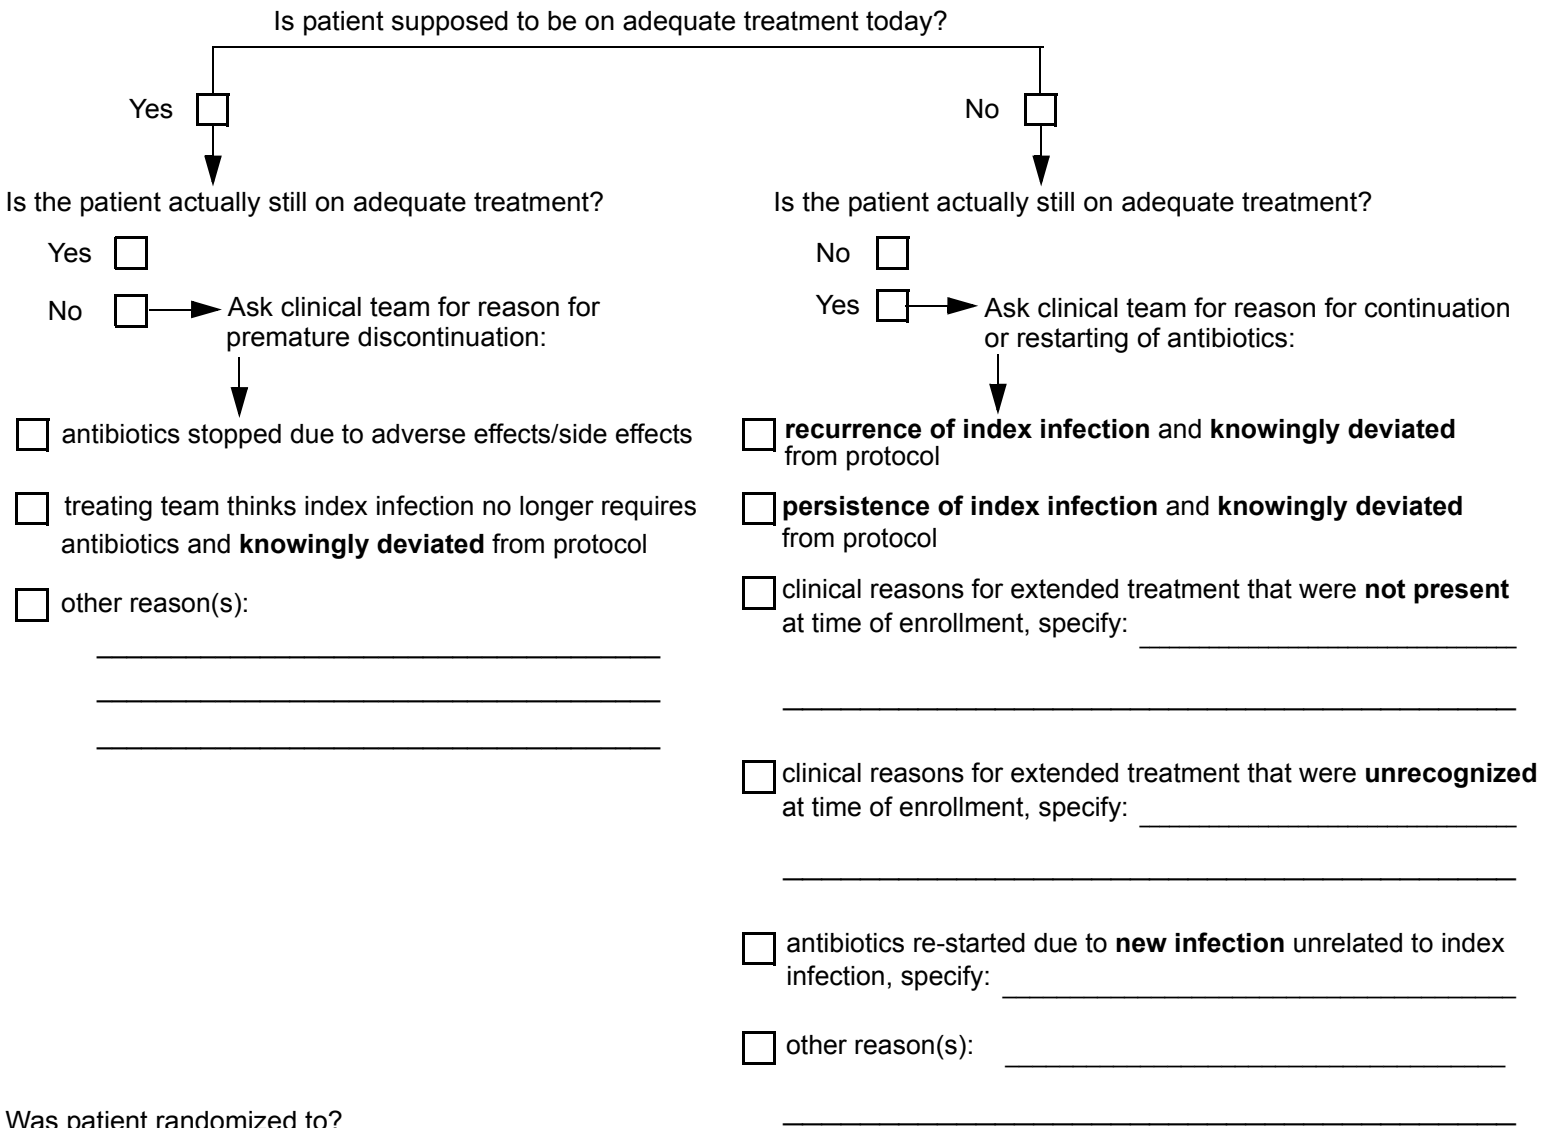 Is patient supposed to be on adequate treatment today?
Yes
No
Is the patient actually still on adequate treatment?
Yes
No
Ask clinical team for reason for
premature discontinuation:
antibiotics stopped due to adverse effects/side effects
treating team thinks index infection no longer requires
antibiotics and knowingly deviated from protocol
other reason(s):
Is the patient actually still on adequate treatment?
No
Yes
Ask clinical team for reason for continuation
or restarting of antibiotics:
recurrence of index infection and knowingly deviated
from protocol
persistence of index infection and knowingly deviated
from protocol
clinical reasons for extended treatment that were not present
at time of enrollment, specify:
clinical reasons for extended treatment that were unrecognized
at time of enrollment, specify:
antibiotics re-started due to new infection unrelated to index
infection, specify:
other reason(s):
Was patient randomized to?